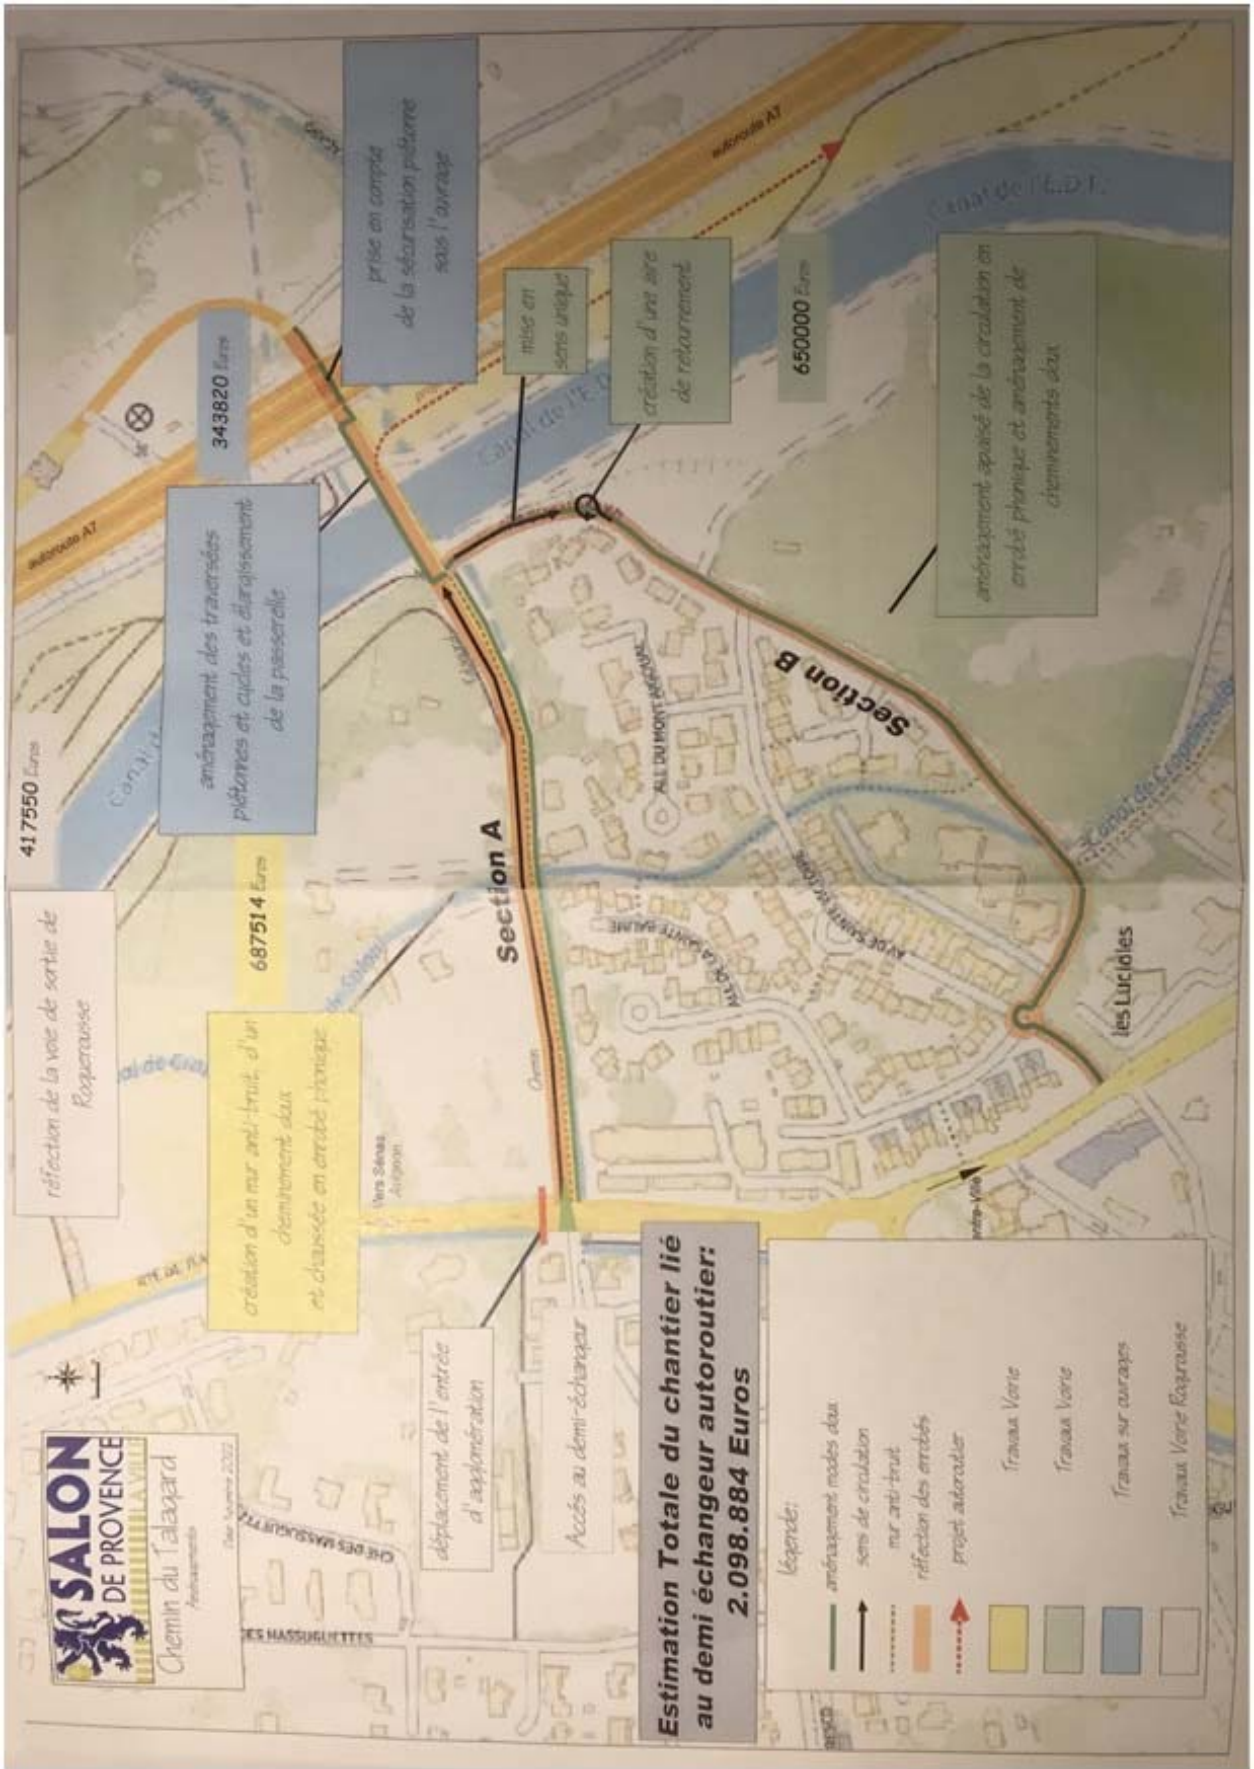 SALON
DE PROVENCE
Chemin du Talagard
Aménagements
réfection de la voie de sortie de
Roquerousse
417550 Euros
création d'un mur anti-bruit, d'un
cheminement doux
et chaussée en enrobé phonique
687514 Euros
aménagement des traversées
piétonnes et cycles et élargissement
de la passerelle
343820 Euros
prise en compte
de la sécurisation piétonne
sous l'ouvrage
mise en
sens unique
création d'une aire
de retournement
650000 Euros
aménagement apaisé de la circulation en
enrobé phonique et aménagement de
cheminements doux
déplacement de l'entrée
d'agglomération
Accès au demi-échangeur
Estimation Totale du chantier lié
au demi échangeur autoroutier:
2.098.884 Euros
légende:
aménagement modes doux
sens de circulation
mur anti-bruit
réfection des enrobés
projet autoroutier
Travaux Voirie
Travaux Voirie
Travaux sur ouvrages
Travaux Voirie Roquerousse
Section A
Section B
autoroute A7
autoroute A7
Canal de l'E.D.F.
Canal de l'E.D
Vers Sénas
Avignon
Chemin
ALL DU MONT AIGOUAL
ALL DE LA SAINTE BAUME
AV DE SAINTE VICTOIRE
les Lucioles
CHE DES MASSUGUETTES
DES MASSUGUETTES